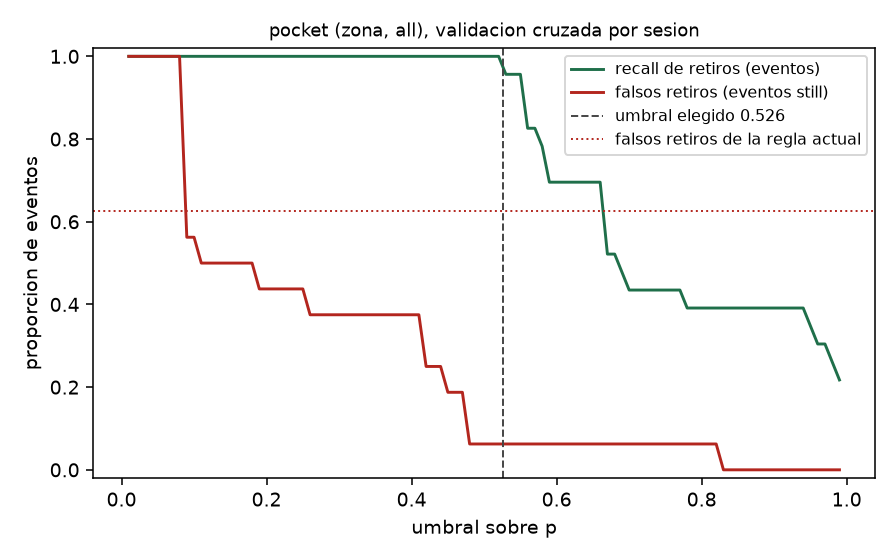 pocket (zona, all), validacion cruzada por sesion
recall de retiros (eventos)
falsos retiros (eventos still)
umbral elegido 0.526
falsos retiros de la regla actual
proporcion de eventos
1.0
0.8
0.6
0.4
0.2
0.0
0.0 0.2 0.4 0.6 0.8 1.0
umbral sobre p